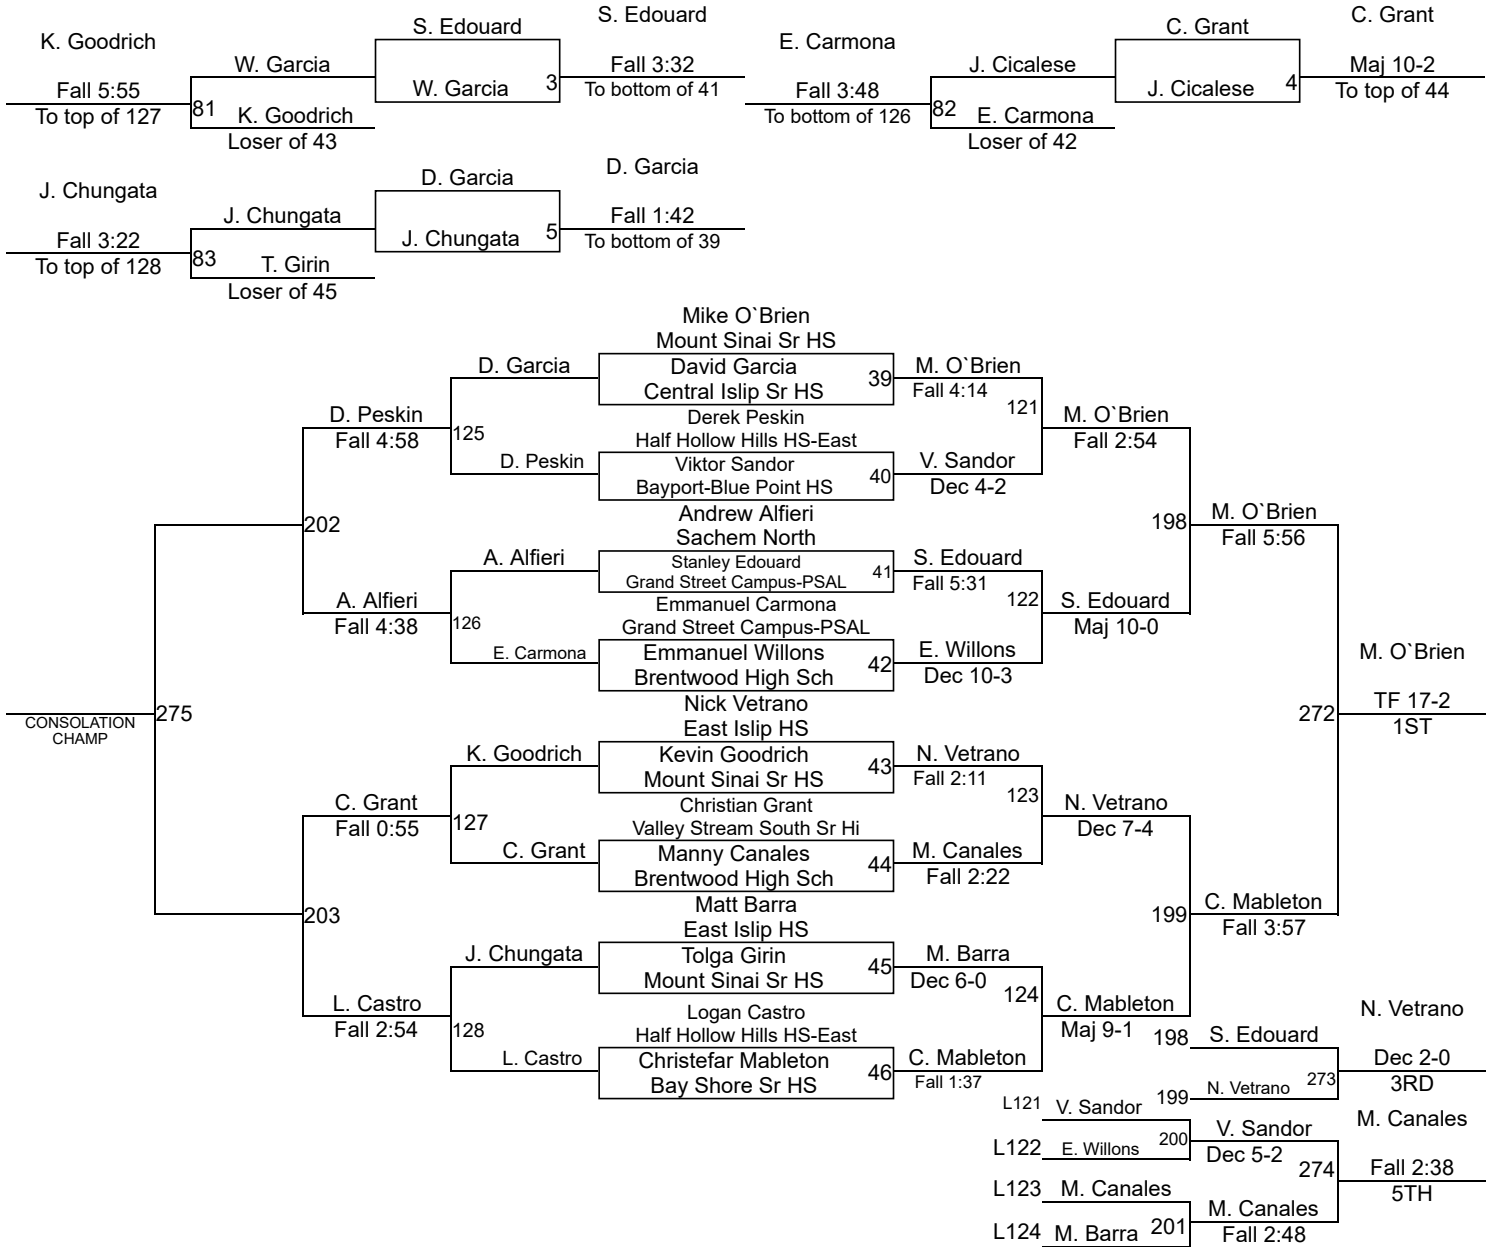 K. Goodrich
Fall 5:55
To top of 127
W. Garcia
81
K. Goodrich
Loser of 43
S. Edouard
W. Garcia
3
S. Edouard
Fall 3:32
To bottom of 41
E. Carmona
Fall 3:48
To bottom of 126
J. Cicalese
82
E. Carmona
Loser of 42
C. Grant
J. Cicalese
4
C. Grant
Maj 10-2
To top of 44
J. Chungata
Fall 3:22
To top of 128
J. Chungata
83
T. Girin
Loser of 45
D. Garcia
J. Chungata
5
D. Garcia
Fall 1:42
To bottom of 39
CONSOLATION
CHAMP
275
D. Peskin
Fall 4:58
202
A. Alfieri
Fall 4:38
C. Grant
Fall 0:55
203
L. Castro
Fall 2:54
D. Garcia
125
D. Peskin
A. Alfieri
126
E. Carmona
K. Goodrich
127
C. Grant
J. Chungata
128
L. Castro
Mike O`Brien
Mount Sinai Sr HS
David Garcia
Central Islip Sr HS
39
Derek Peskin
Half Hollow Hills HS-East
Viktor Sandor
Bayport-Blue Point HS
40
Andrew Alfieri
Sachem North
Stanley Edouard
Grand Street Campus-PSAL
41
Emmanuel Carmona
Grand Street Campus-PSAL
Emmanuel Willons
Brentwood High Sch
42
Nick Vetrano
East Islip HS
Kevin Goodrich
Mount Sinai Sr HS
43
Christian Grant
Valley Stream South Sr Hi
Manny Canales
Brentwood High Sch
44
Matt Barra
East Islip HS
Tolga Girin
Mount Sinai Sr HS
45
Logan Castro
Half Hollow Hills HS-East
Christefar Mableton
Bay Shore Sr HS
46
M. O`Brien
Fall 4:14
121
V. Sandor
Dec 4-2
S. Edouard
Fall 5:31
122
E. Willons
Dec 10-3
N. Vetrano
Fall 2:11
123
M. Canales
Fall 2:22
M. Barra
Dec 6-0
124
C. Mableton
Fall 1:37
M. O`Brien
Fall 2:54
198
S. Edouard
Maj 10-0
N. Vetrano
Dec 7-4
199
C. Mableton
Maj 9-1
M. O`Brien
Fall 5:56
272
C. Mableton
Fall 3:57
M. O`Brien
TF 17-2
1ST
198
S. Edouard
199
N. Vetrano
273
N. Vetrano
Dec 2-0
3RD
L121
V. Sandor
L122
E. Willons
200
L123
M. Canales
L124
M. Barra
201
V. Sandor
Dec 5-2
274
M. Canales
Fall 2:48
M. Canales
Fall 2:38
5TH